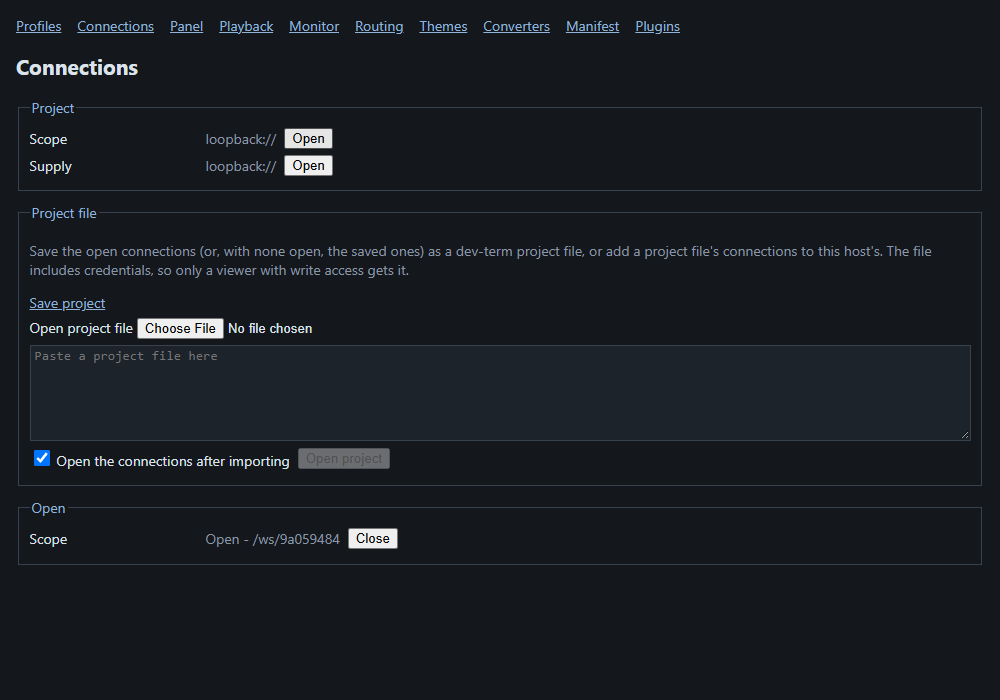 Profiles Connections Panel Playback Monitor Routing Themes Converters Manifest Plugins
Connections
Project
Scope loopback:// Open
Supply loopback:// Open
Project file
Save the open connections (or, with none open, the saved ones) as a dev-term project file, or add a project file's connections to this host's. The file
includes credentials, so only a viewer with write access gets it.
Save project
Open project file Choose File No file chosen
Paste a project file here
Open the connections after importing Open project
Open
Scope Open - /ws/9a059484 Close